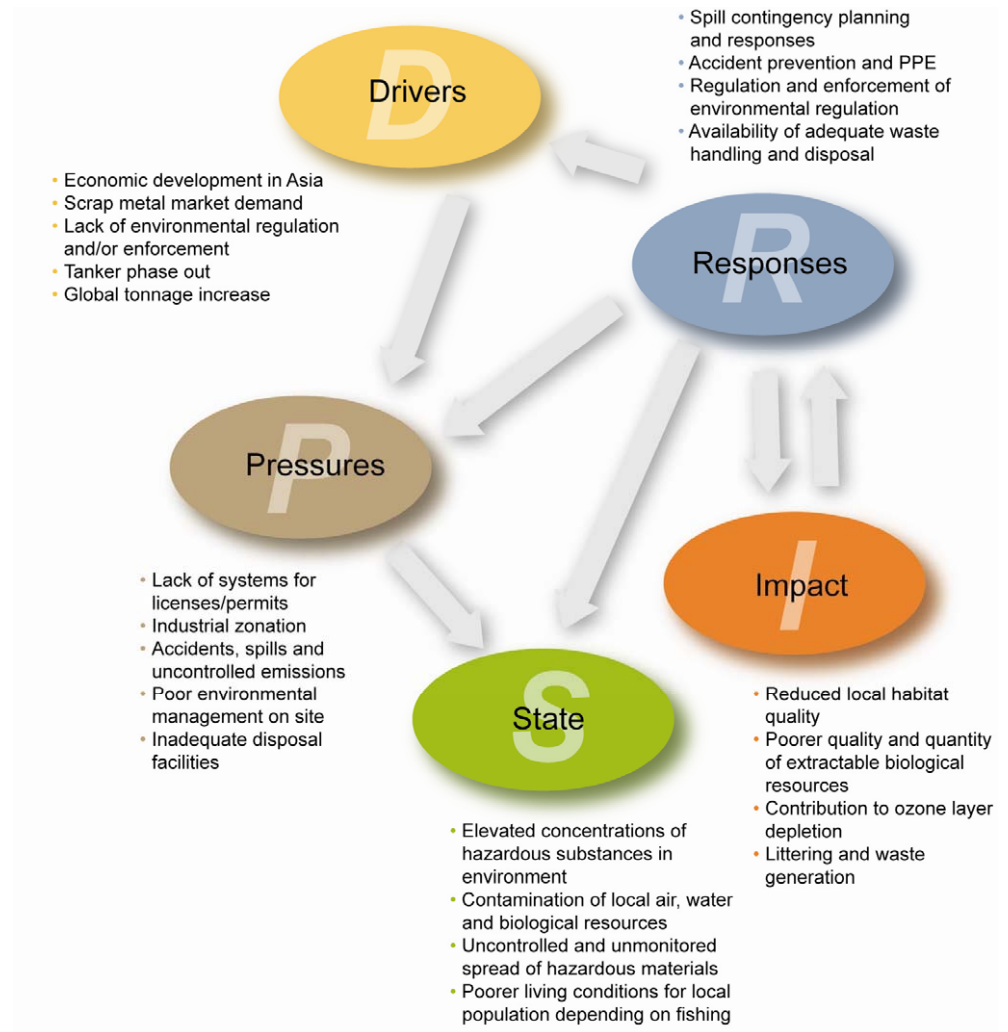 D
Drivers
• Economic development in Asia
• Scrap metal market demand
• Lack of environmental regulation
and/or enforcement
• Tanker phase out
• Global tonnage increase
• Spill contingency planning
and responses
• Accident prevention and PPE
• Regulation and enforcement of
environmental regulation
• Availability of adequate waste
handling and disposal
R
Responses
P
Pressures
• Lack of systems for
licenses/permits
• Industrial zonation
• Accidents, spills and
uncontrolled emissions
• Poor environmental
management on site
• Inadequate disposal
facilities
I
Impact
• Reduced local habitat
quality
• Poorer quality and quantity
of extractable biological
resources
• Contribution to ozone layer
depletion
• Littering and waste
generation
S
State
• Elevated concentrations of
hazardous substances in
environment
• Contamination of local air, water
and biological resources
• Uncontrolled and unmonitored
spread of hazardous materials
• Poorer living conditions for local
population depending on fishing